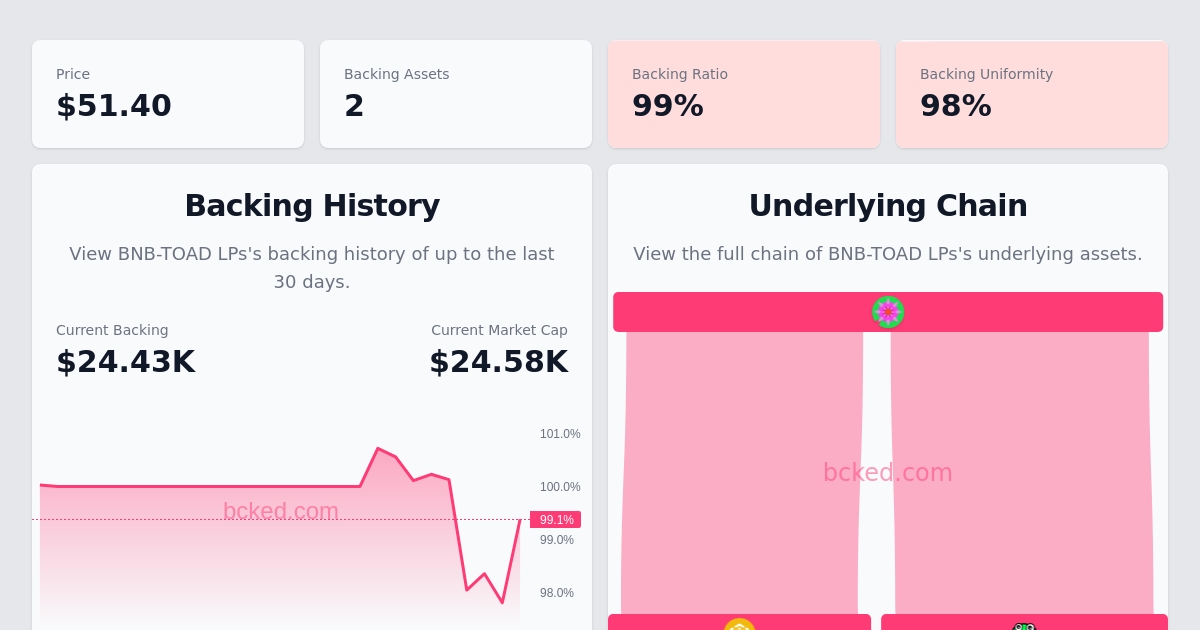 Price
$51.40
Backing Assets
2
Backing Ratio
99%
Backing Uniformity
98%
Backing History
View BNB-TOAD LPs's backing history of up to the last
30 days.
Current Backing
$24.43K
Current Market Cap
$24.58K
101.0%
100.0%
bcked.com
99.1%
99.0%
98.0%
Underlying Chain
View the full chain of BNB-TOAD LPs's underlying assets.
bcked.com